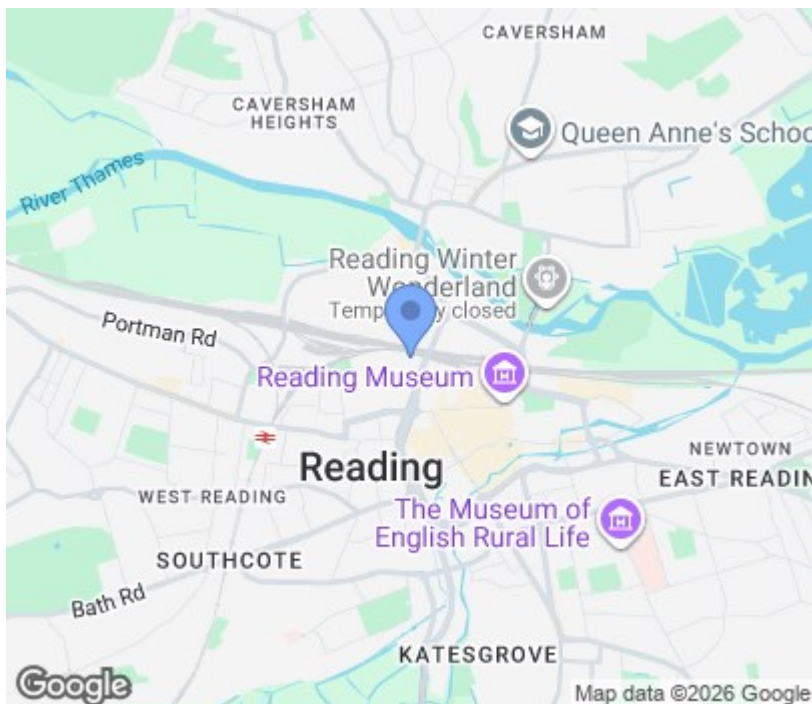 CAVERSHAM
CAVERSHAM
HEIGHTS
Queen Anne's Schoo
River Thames
Reading Winter
Wonderland
Temporarily closed
Portman Rd
Reading Museum
Reading
NEWTOWN
EAST READIN
WEST READING
The Museum of
English Rural Life
SOUTHCOTE
Bath Rd
KATESGROVE
Google
Map data ©2026 Google